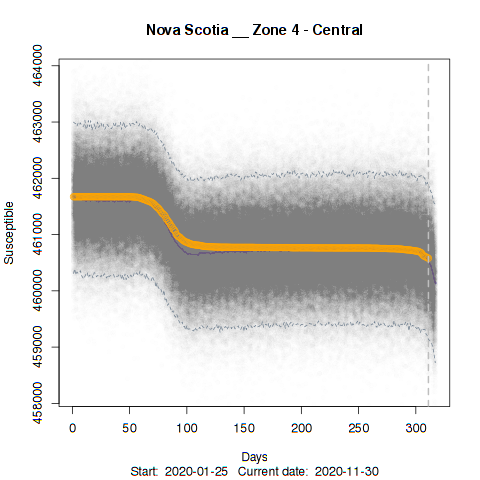 Nova Scotia __ Zone 4 - Central
464000
463000
462000
461000
460000
459000
458000
Susceptible
0 50 100 150 200 250 300
Days
Start: 2020-01-25 Current date: 2020-11-30